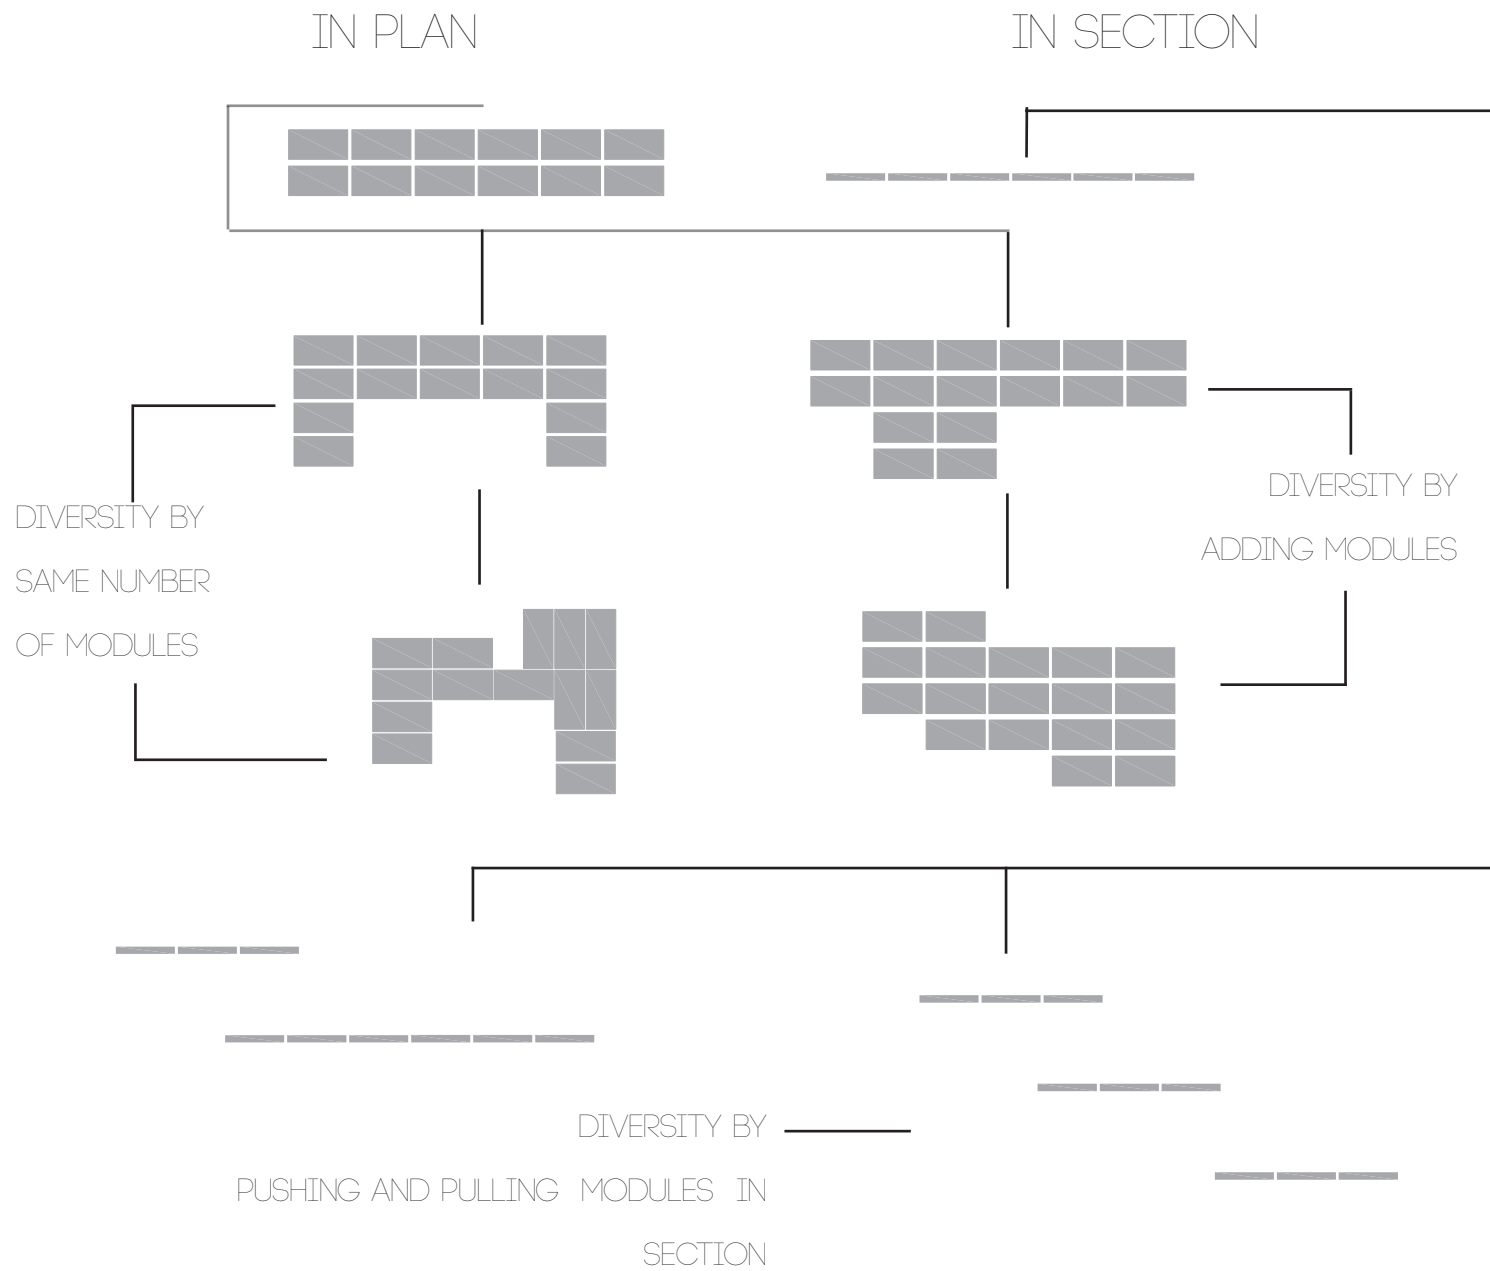 IN PLAN
IN SECTION
DIVERSITY BY
SAME NUMBER
OF MODULES
DIVERSITY BY
ADDING MODULES
DIVERSITY BY
PUSHING AND PULLING MODULES IN
SECTION